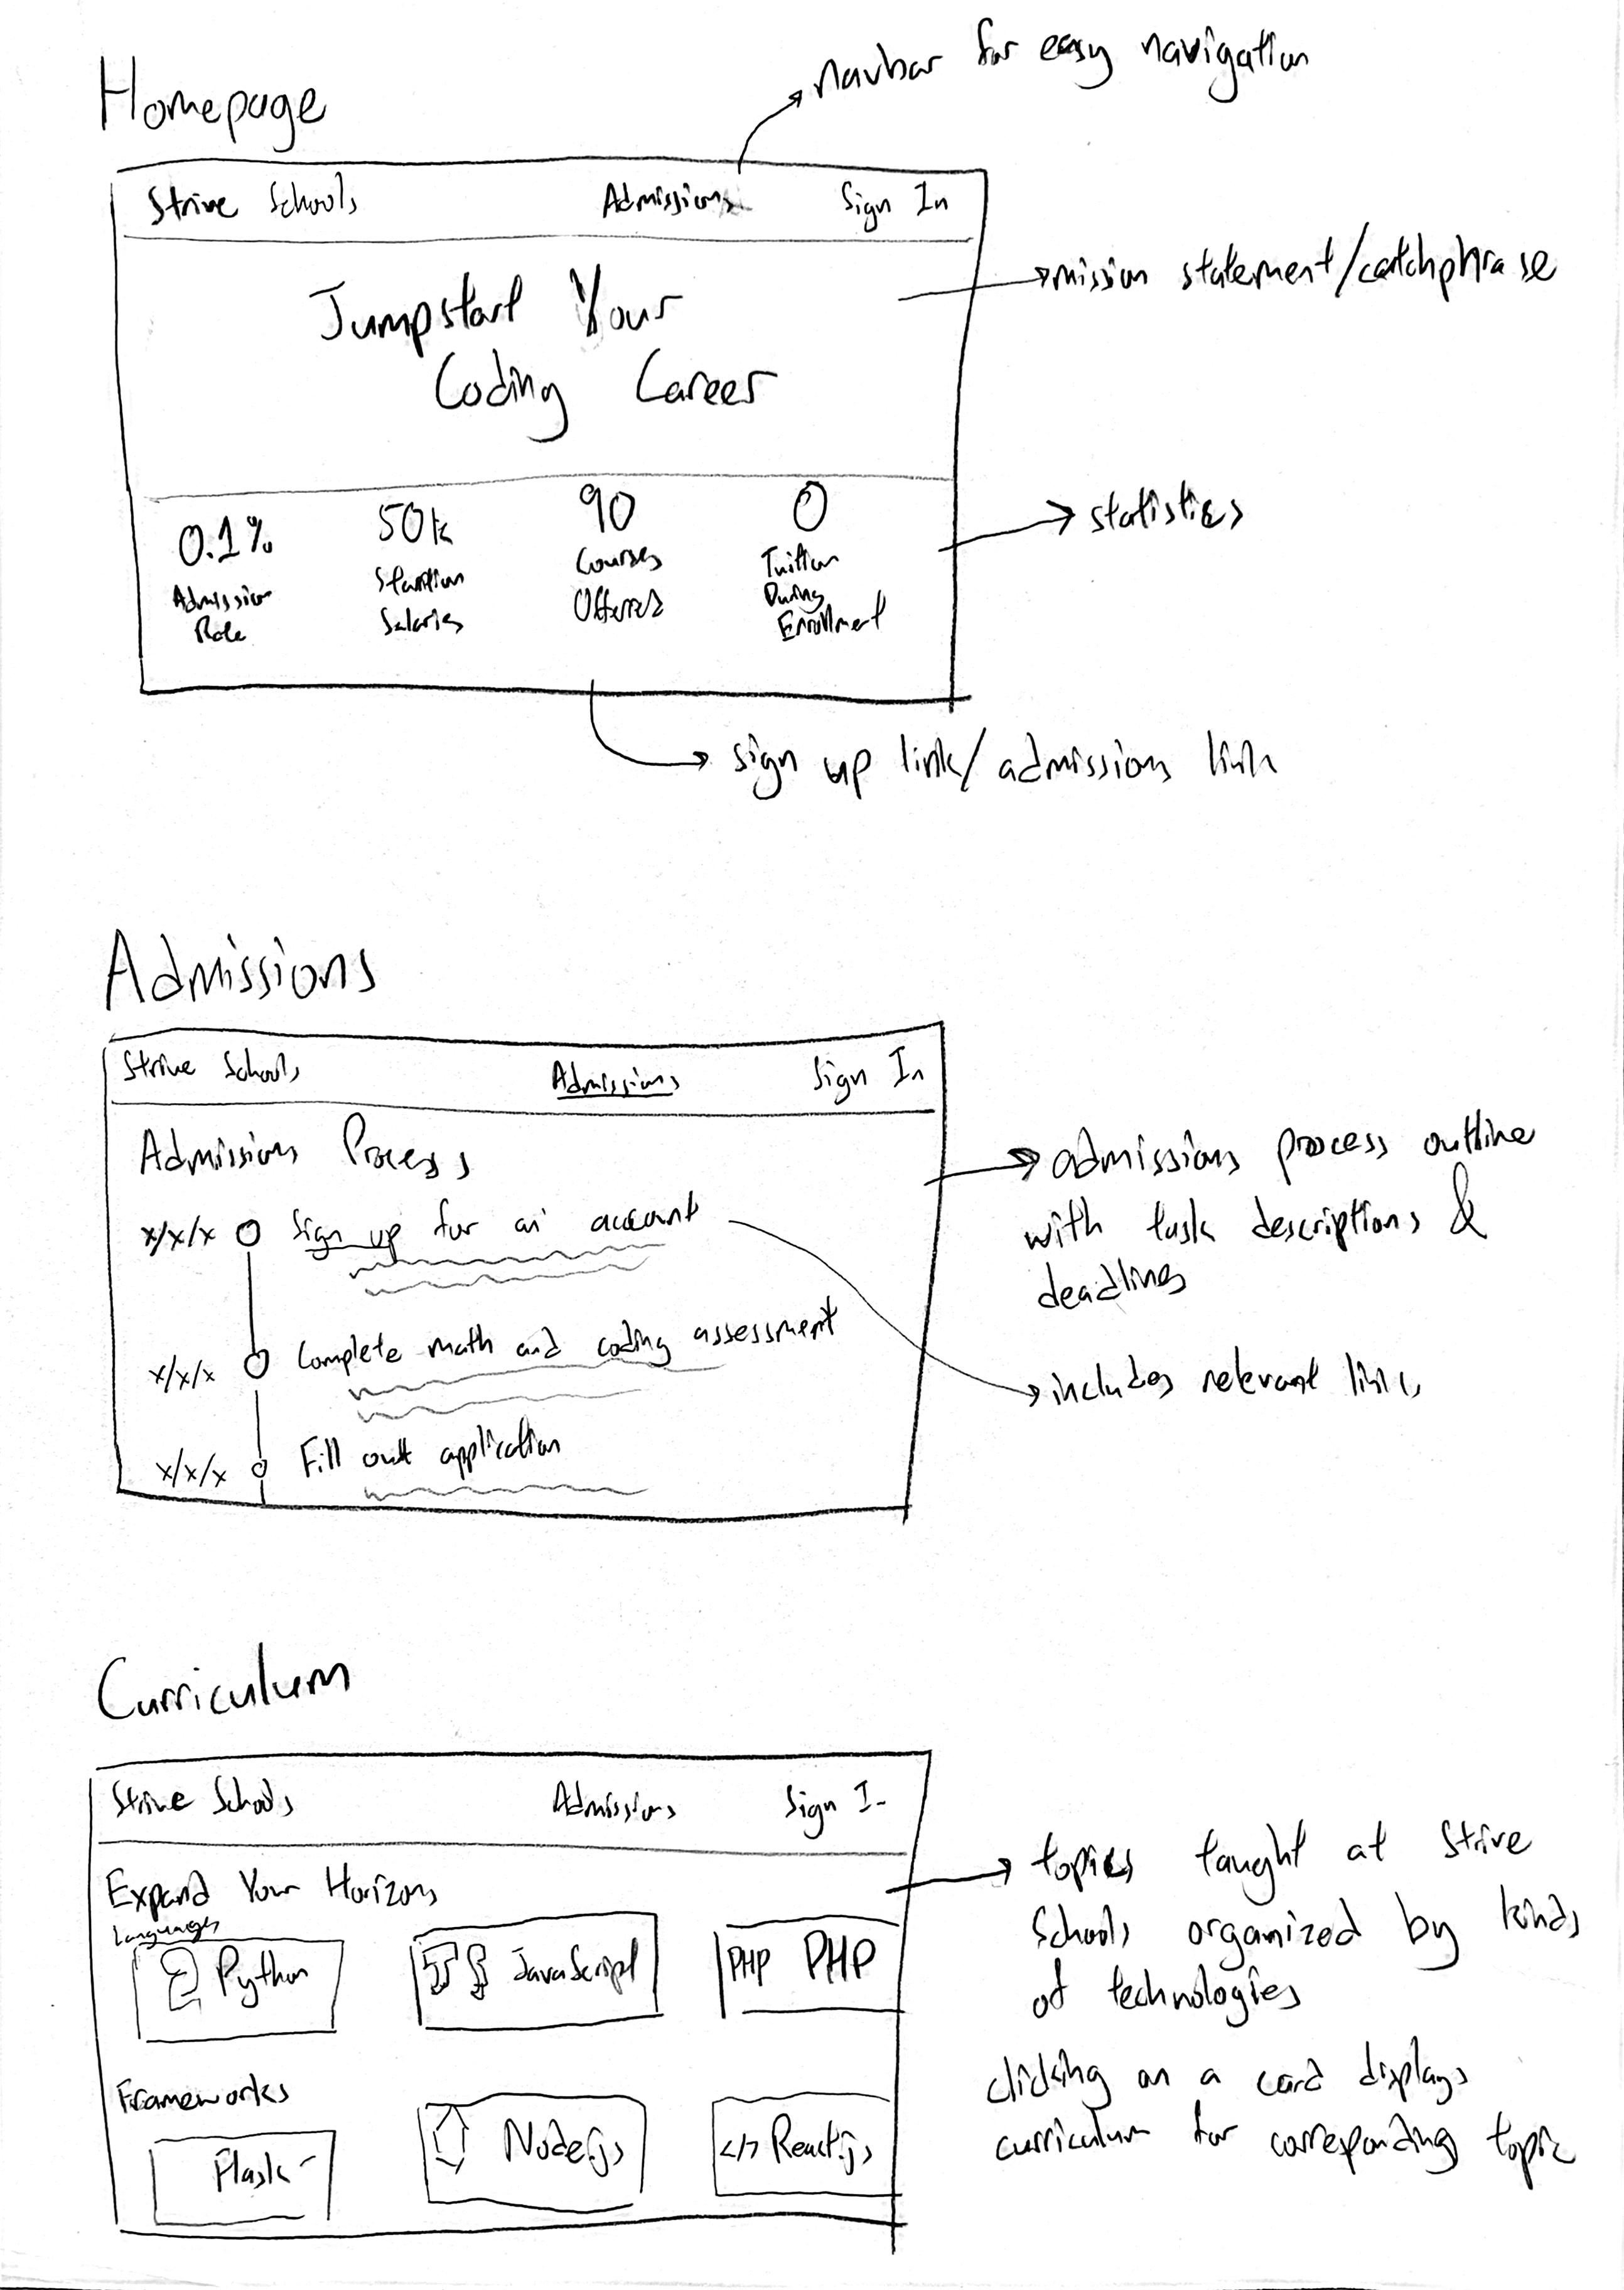 Homepage
navbar for easy navigation
Strive Schools Admissions Sign In
Jumpstart Your
Coding Career
mission statement/catchphrase
0.1% 50k 90 0
Admission Courses Tuition
Salaries Offered During
Enrollment
statistics
sign up link/admissions link
Admissions
Strive Schools Admissions Sign In
Admissions Process
x/x/x Sign up for an account
x/x/x Complete math and coding assessment
x/x/x Fill out application
admissions process outline
with task descriptions &
deadlines
includes relevant links
Curriculum
Strive Schools Admissions Sign In
Expand Your Horizons
Languages
Python JavaScript PHP PHP
Frameworks
Flask Node.js </> React.js
topics taught at Strive
Schools organized by kinds
of technologies
clicking on a card displays
curriculum for corresponding topic